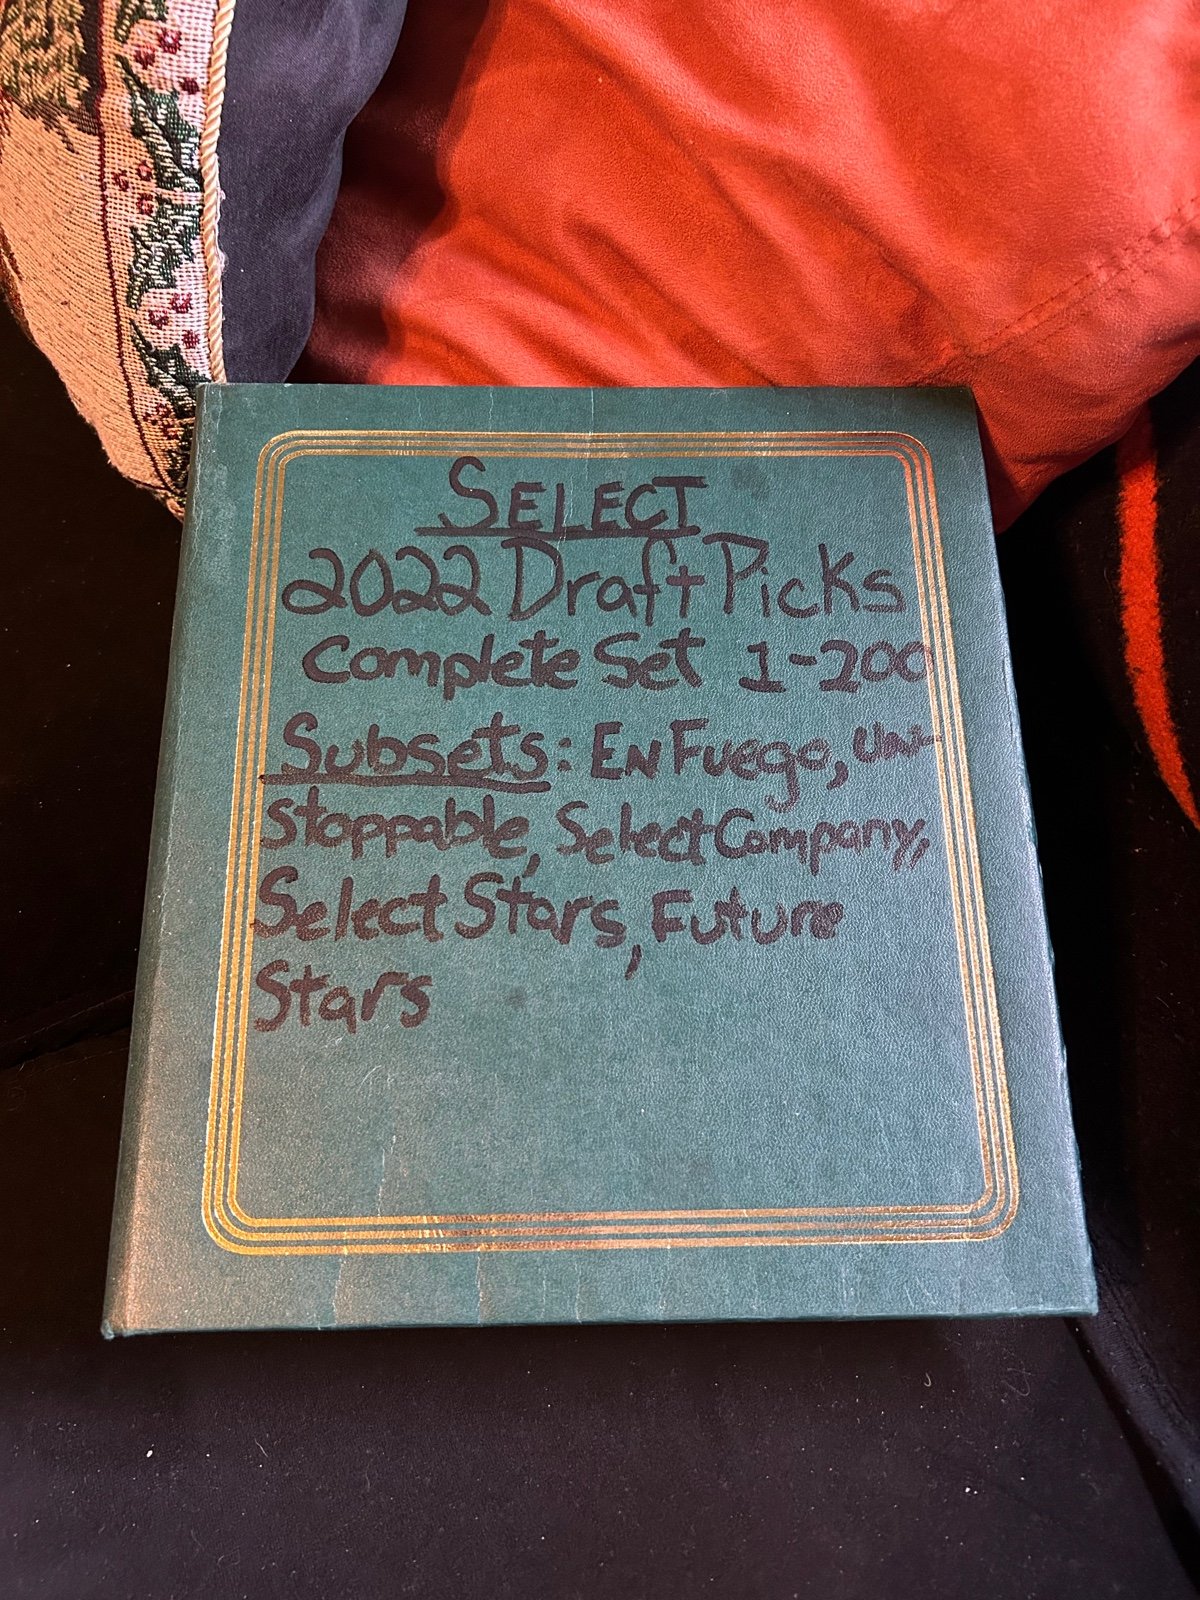 SELECT
2022 Draft Picks
Complete Set 1-200
Subsets: En Fuego, Un-
stoppable, Select Company,
Select Stars, Future
Stars